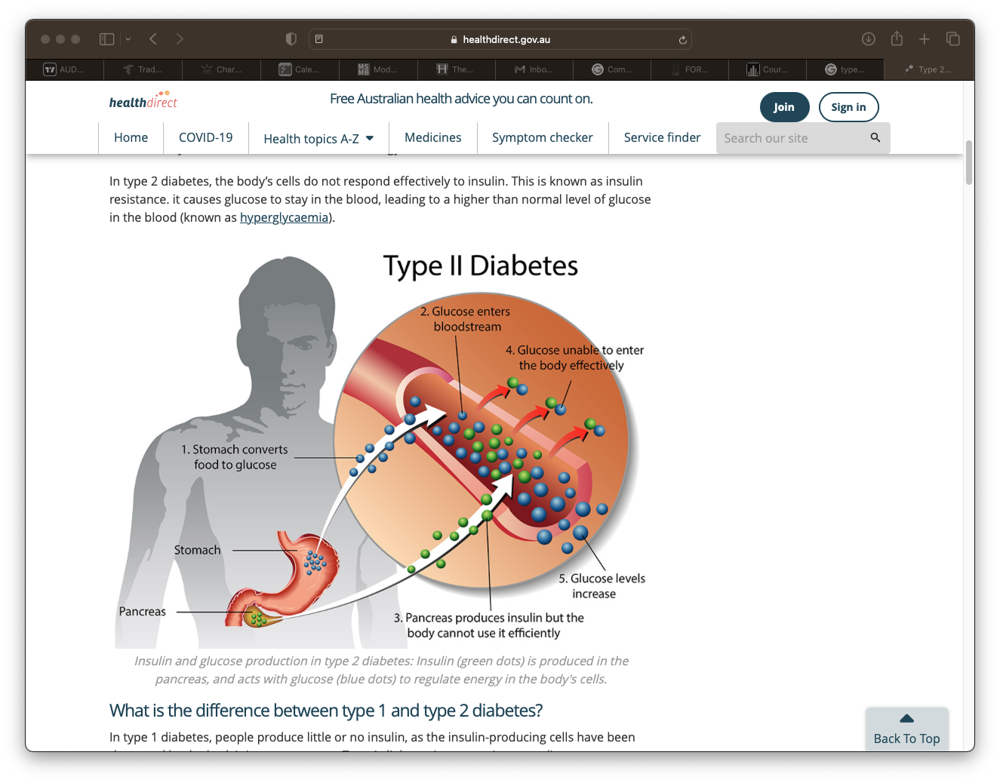 healthdirect.gov.au
AUD...
Trad...
Char...
Cale...
MS
MB
Mod...
H
The...
Inbo...
Com...
FOR...
Cour...
type...
Type 2...
healthdirect
Free Australian health advice you can count on.
Join
Sign in
Home
COVID-19
Health topics A-Z
Medicines
Symptom checker
Service finder
Search our site
In type 2 diabetes, the body’s cells do not respond effectively to insulin. This is known as insulin
resistance. it causes glucose to stay in the blood, leading to a higher than normal level of glucose
in the blood (known as hyperglycaemia).
Type II Diabetes
2. Glucose enters
bloodstream
4. Glucose unable to enter
the body effectively
1. Stomach converts
food to glucose
Stomach
Pancreas
5. Glucose levels
increase
3. Pancreas produces insulin but the
body cannot use it efficiently
Insulin and glucose production in type 2 diabetes: Insulin (green dots) is produced in the
pancreas, and acts with glucose (blue dots) to regulate energy in the body's cells.
What is the difference between type 1 and type 2 diabetes?
In type 1 diabetes, people produce little or no insulin, as the insulin-producing cells have been
Back To Top